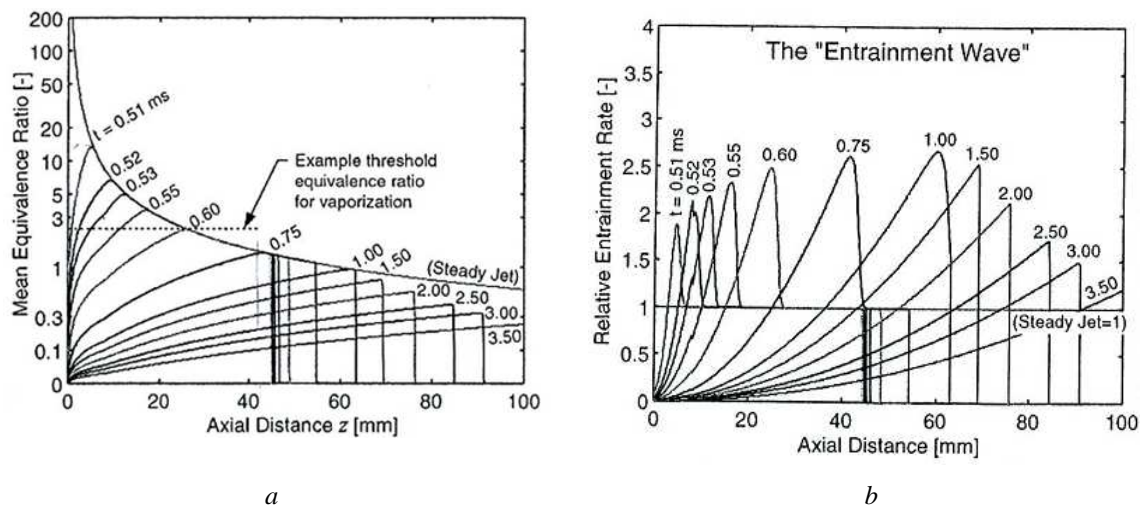 200
100
50
20
10
5
3
1
0.3
0.1
0
Mean Equivalence Ratio [-]
t = 0.51 ms
0.52
0.53
0.55
0.60
Example threshold
equivalence ratio
for vaporization
0.75
1.00
1.50
2.00
2.50
3.00
3.50
(Steady Jet)
0 20 40 60 80 100
Axial Distance z [mm]
a
The "Entrainment Wave"
4
3.5
3
2.5
2
1.5
1
0.5
0
Relative Entrainment Rate [-]
t = 0.51 ms
0.52
0.53
0.55
0.60
0.75
1.00
1.50
2.00
2.50
3.00
3.50
(Steady Jet=1)
0 20 40 60 80 100
Axial Distance [mm]
b